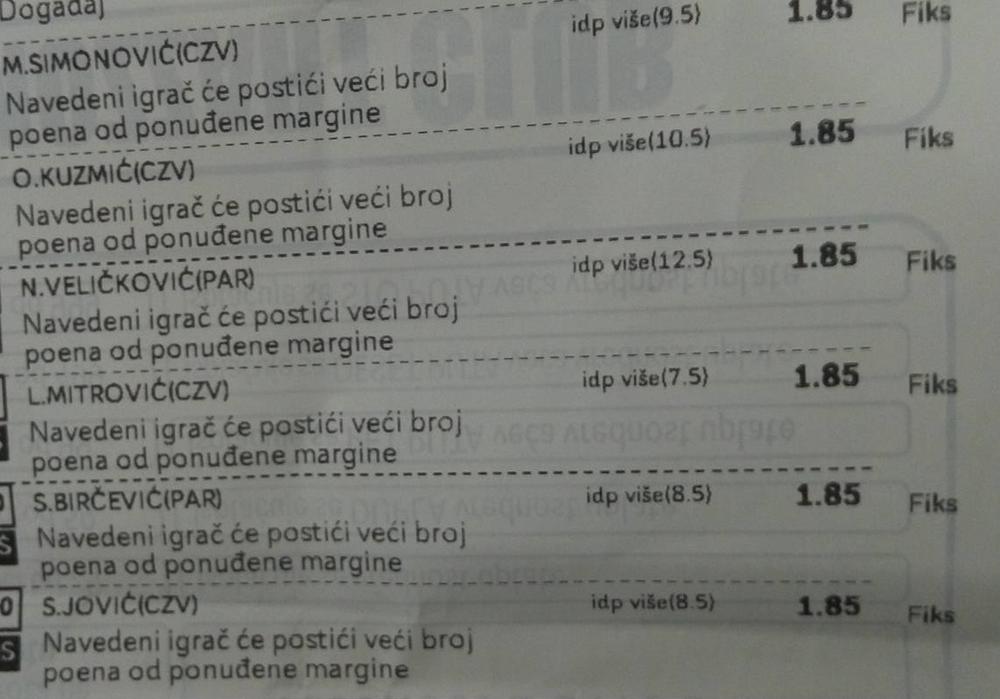 Događaj
idp više(9.5) 1.85 Fiks
M.SIMONOVIĆ(CZV)
Navedeni igrač će postići veći broj
poena od ponuđene margine
idp više(10.5) 1.85 Fiks
O.KUZMIĆ(CZV)
Navedeni igrač će postići veći broj
poena od ponuđene margine
N.VELIČKOVIĆ(PAR) idp više(12.5) 1.85 Fiks
Navedeni igrač će postići veći broj
poena od ponuđene margine
L.MITROVIĆ(CZV) idp više(7.5) 1.85 Fiks
Navedeni igrač će postići veći broj
poena od ponuđene margine
S.BIRČEVIĆ(PAR) idp više(8.5) 1.85 Fiks
Navedeni igrač će postići veći broj
poena od ponuđene margine
0 S.JOVIĆ(CZV) idp više(8.5) 1.85 Fiks
S Navedeni igrač će postići veći broj
poena od ponuđene margine